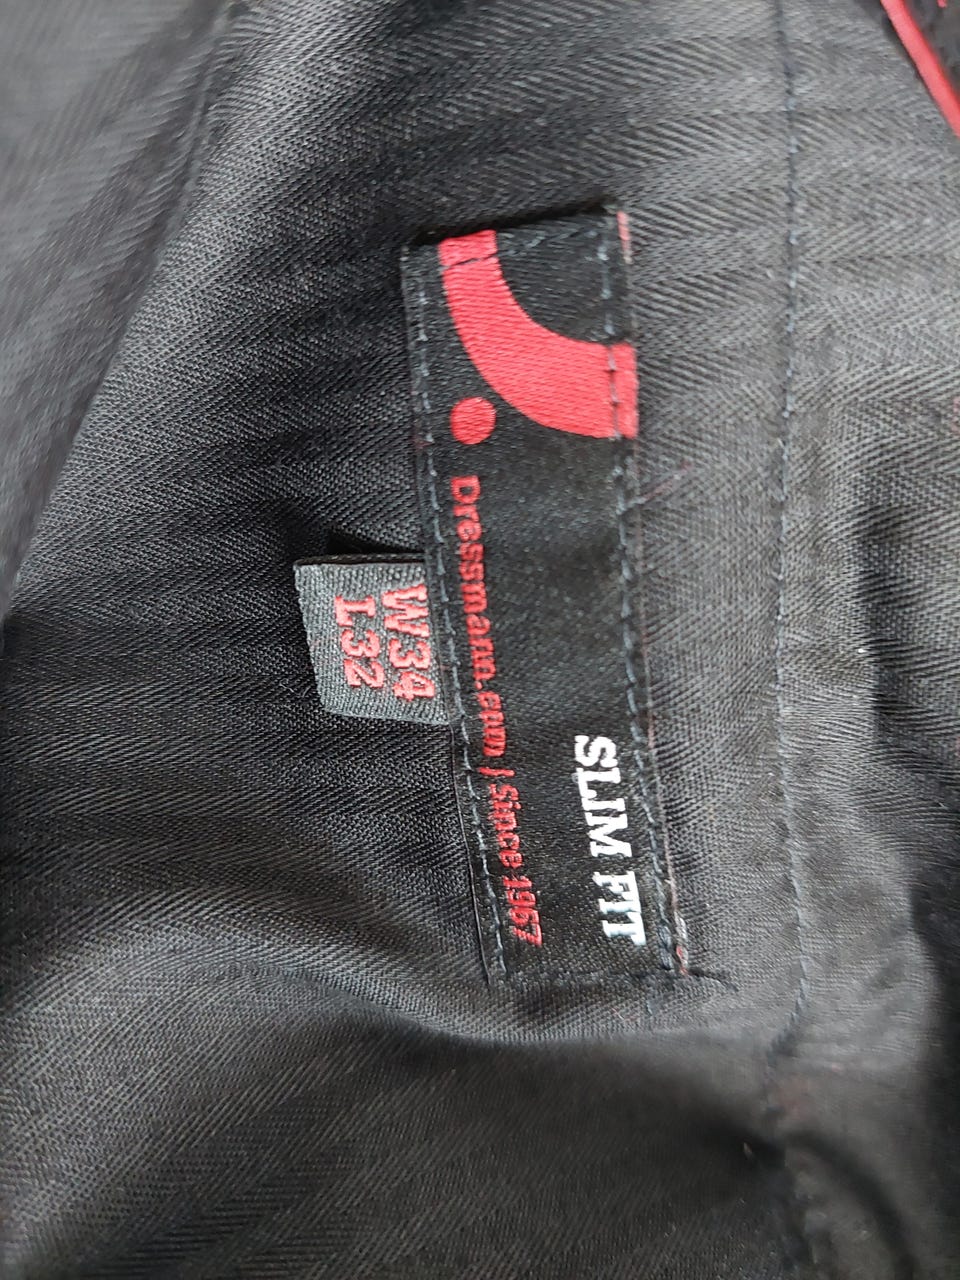 SLIM FIT
Dressmann.com | Since 1967
W34
L32